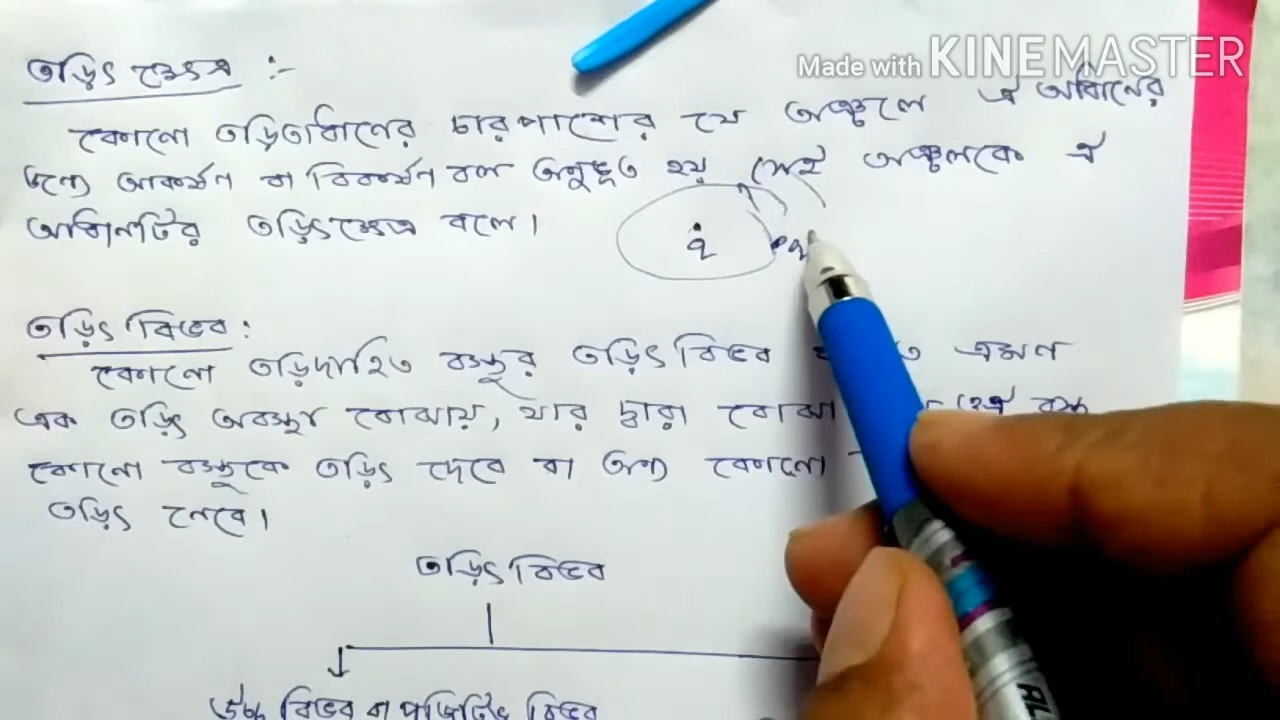 Made with KINEMASTER
তড়িৎ ক্ষেত্র :-
কোনো তড়িতাধানের চারপাশের যে অঞ্চলে ঐ আধানের
জন্যে আকর্ষণ বা বিকর্ষণ বল অনুভূত হয় সেই অঞ্চলকে ঐ
আধানটির তড়িৎক্ষেত্র বলে।
q
তড়িৎ বিভব :
কোনো তড়িদাহিত বস্তুর তড়িৎ বিভব এমন
এক তড়িৎ অবস্থা বোঝায়, যার দ্বারা বোঝা ঐ বস্তু
কোনো বস্তুকে তড়িৎ দেবে বা অন্য কোনো
তড়িৎ নেবে।
তড়িৎ বিভব
উচ্চ বিভব বা পজিটিভ বিভব